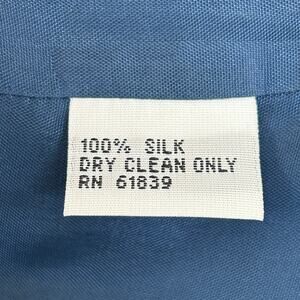 100% SILK
DRY CLEAN ONLY
RN 61839